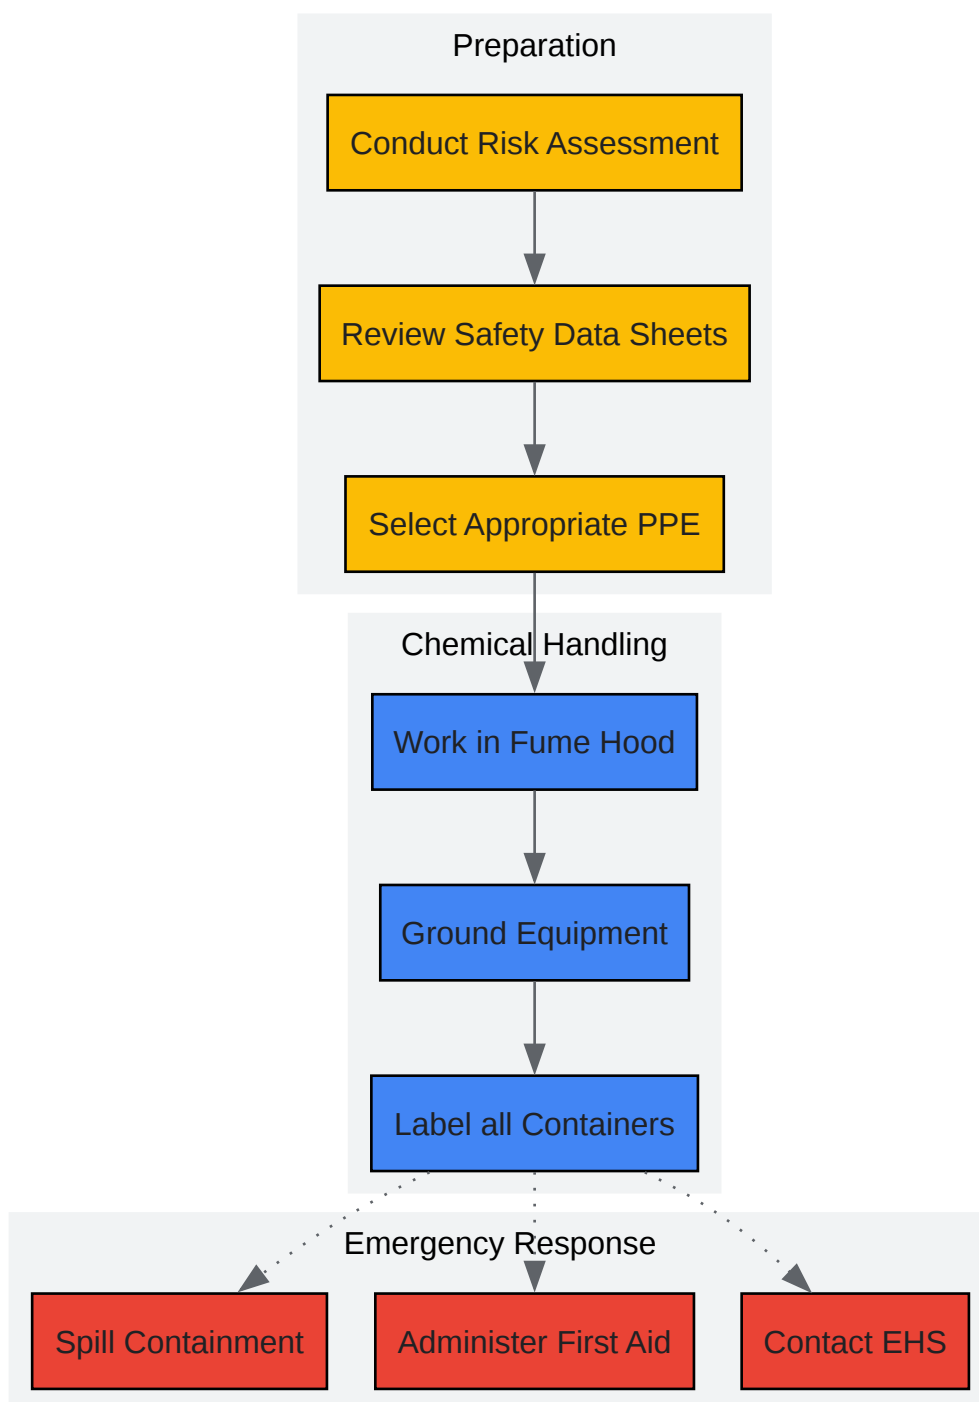 Preparation
Conduct Risk Assessment
Review Safety Data Sheets
Select Appropriate PPE
Chemical Handling
Work in Fume Hood
Ground Equipment
Label all Containers
Emergency Response
Spill Containment
Administer First Aid
Contact EHS